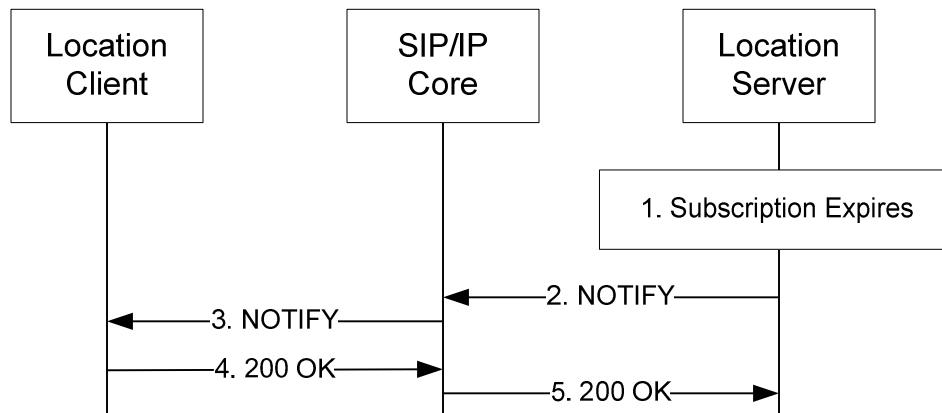 Location
Client
SIP/IP
Core
Location
Server
1. Subscription Expires
2. NOTIFY
3. NOTIFY
4. 200 OK
5. 200 OK